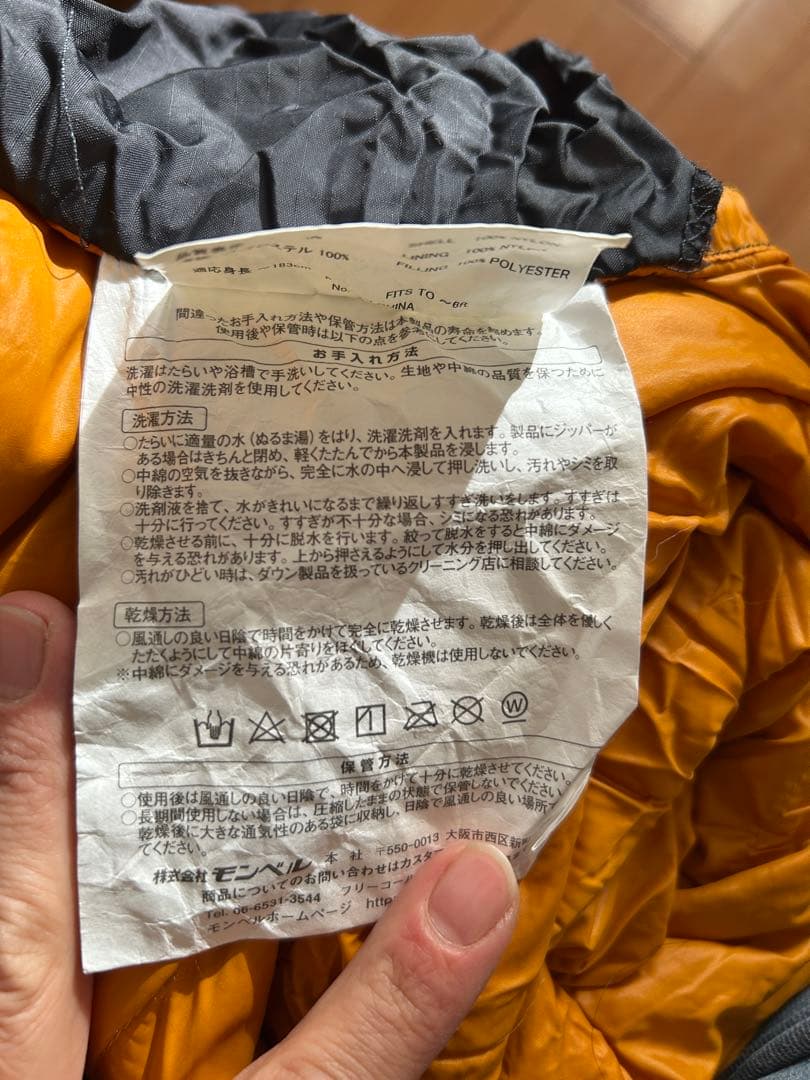 ステル 100%
SHELL 100% NYLON
LINING 100% NYL
FILLING 100% POLYESTER
適応身長 ~183cm
FITS TO ~6ft
No.
INA
間違ったお手入れ方法や保管方法は本製品の寿命を縮めます。
使用後や保管時は以下の点を参考にしてください。
お手入れ方法
洗濯はたらいや浴槽で手洗いしてください。生地や中綿の品質を保つために
中性の洗濯洗剤を使用してください。
洗濯方法
○たらいに適量の水(ぬるま湯)をはり、洗濯洗剤を入れます。製品にジッパーが
ある場合はきちんと閉め、軽くたたんでから本製品を浸します。
○中綿の空気を抜きながら、完全に水の中へ浸して押し洗いし、汚れやシミを取
り除きます。
○洗剤液を捨て、水がきれいになるまで繰り返しすすぎ洗いをします。すすぎは
十分に行ってください。すすぎが不十分な場合、シミになる恐れがあります。
○乾燥させる前に、十分に脱水を行います。絞って脱水をすると中綿にダメージ
を与える恐れがあります。上から押さえるようにして水分を押し出してください。
○汚れがひどい時は、ダウン製品を扱っているクリーニング店に相談してください。
乾燥方法
○風通しの良い日陰で時間をかけて完全に乾燥させます。乾燥後は全体を優しく
たたくようにして中綿の片寄りをほぐしてください。
※中綿にダメージを与える恐れがあるため、乾燥機は使用しないでください。
W
保管方法
○使用後は風通しの良い日陰で、時間をかけて十分に乾燥させてください。
○長期間使用しない場合は、圧縮したままの状態で保管しないでください
乾燥後に大きな通気性のある袋に収納し、日陰で風通しの良い場所で
てください。
株式会社モンベル 本社 〒550-0013 大阪市西区新
商品についてのお問い合わせはカスタ
Tel. 06-6531-3544 フリーコール
モンベルホームページ http